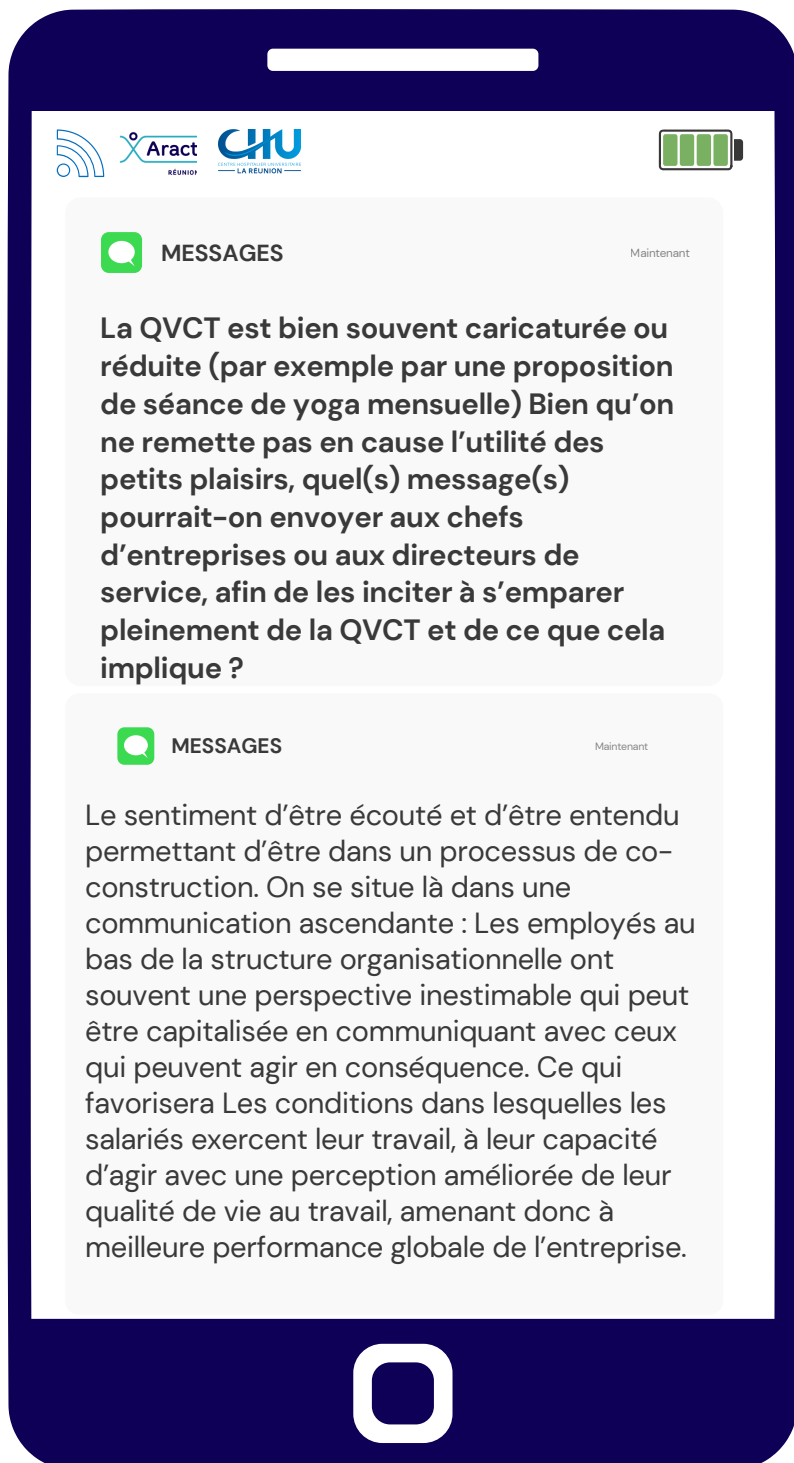 Aract
RÉUNION
CHU
CENTRE HOSPITALIER UNIVERSITAIRE
LA REUNION
MESSAGES
Maintenant
La QVCT est bien souvent caricaturée ou
réduite (par exemple par une proposition
de séance de yoga mensuelle) Bien qu’on
ne remette pas en cause l’utilité des
petits plaisirs, quel(s) message(s)
pourrait-on envoyer aux chefs
d’entreprises ou aux directeurs de
service, afin de les inciter à s’emparer
pleinement de la QVCT et de ce que cela
implique ?
MESSAGES
Maintenant
Le sentiment d’être écouté et d’être entendu
permettant d’être dans un processus de co-
construction. On se situe là dans une
communication ascendante : Les employés au
bas de la structure organisationnelle ont
souvent une perspective inestimable qui peut
être capitalisée en communiquant avec ceux
qui peuvent agir en conséquence. Ce qui
favorisera Les conditions dans lesquelles les
salariés exercent leur travail, à leur capacité
d’agir avec une perception améliorée de leur
qualité de vie au travail, amenant donc à
meilleure performance globale de l’entreprise.